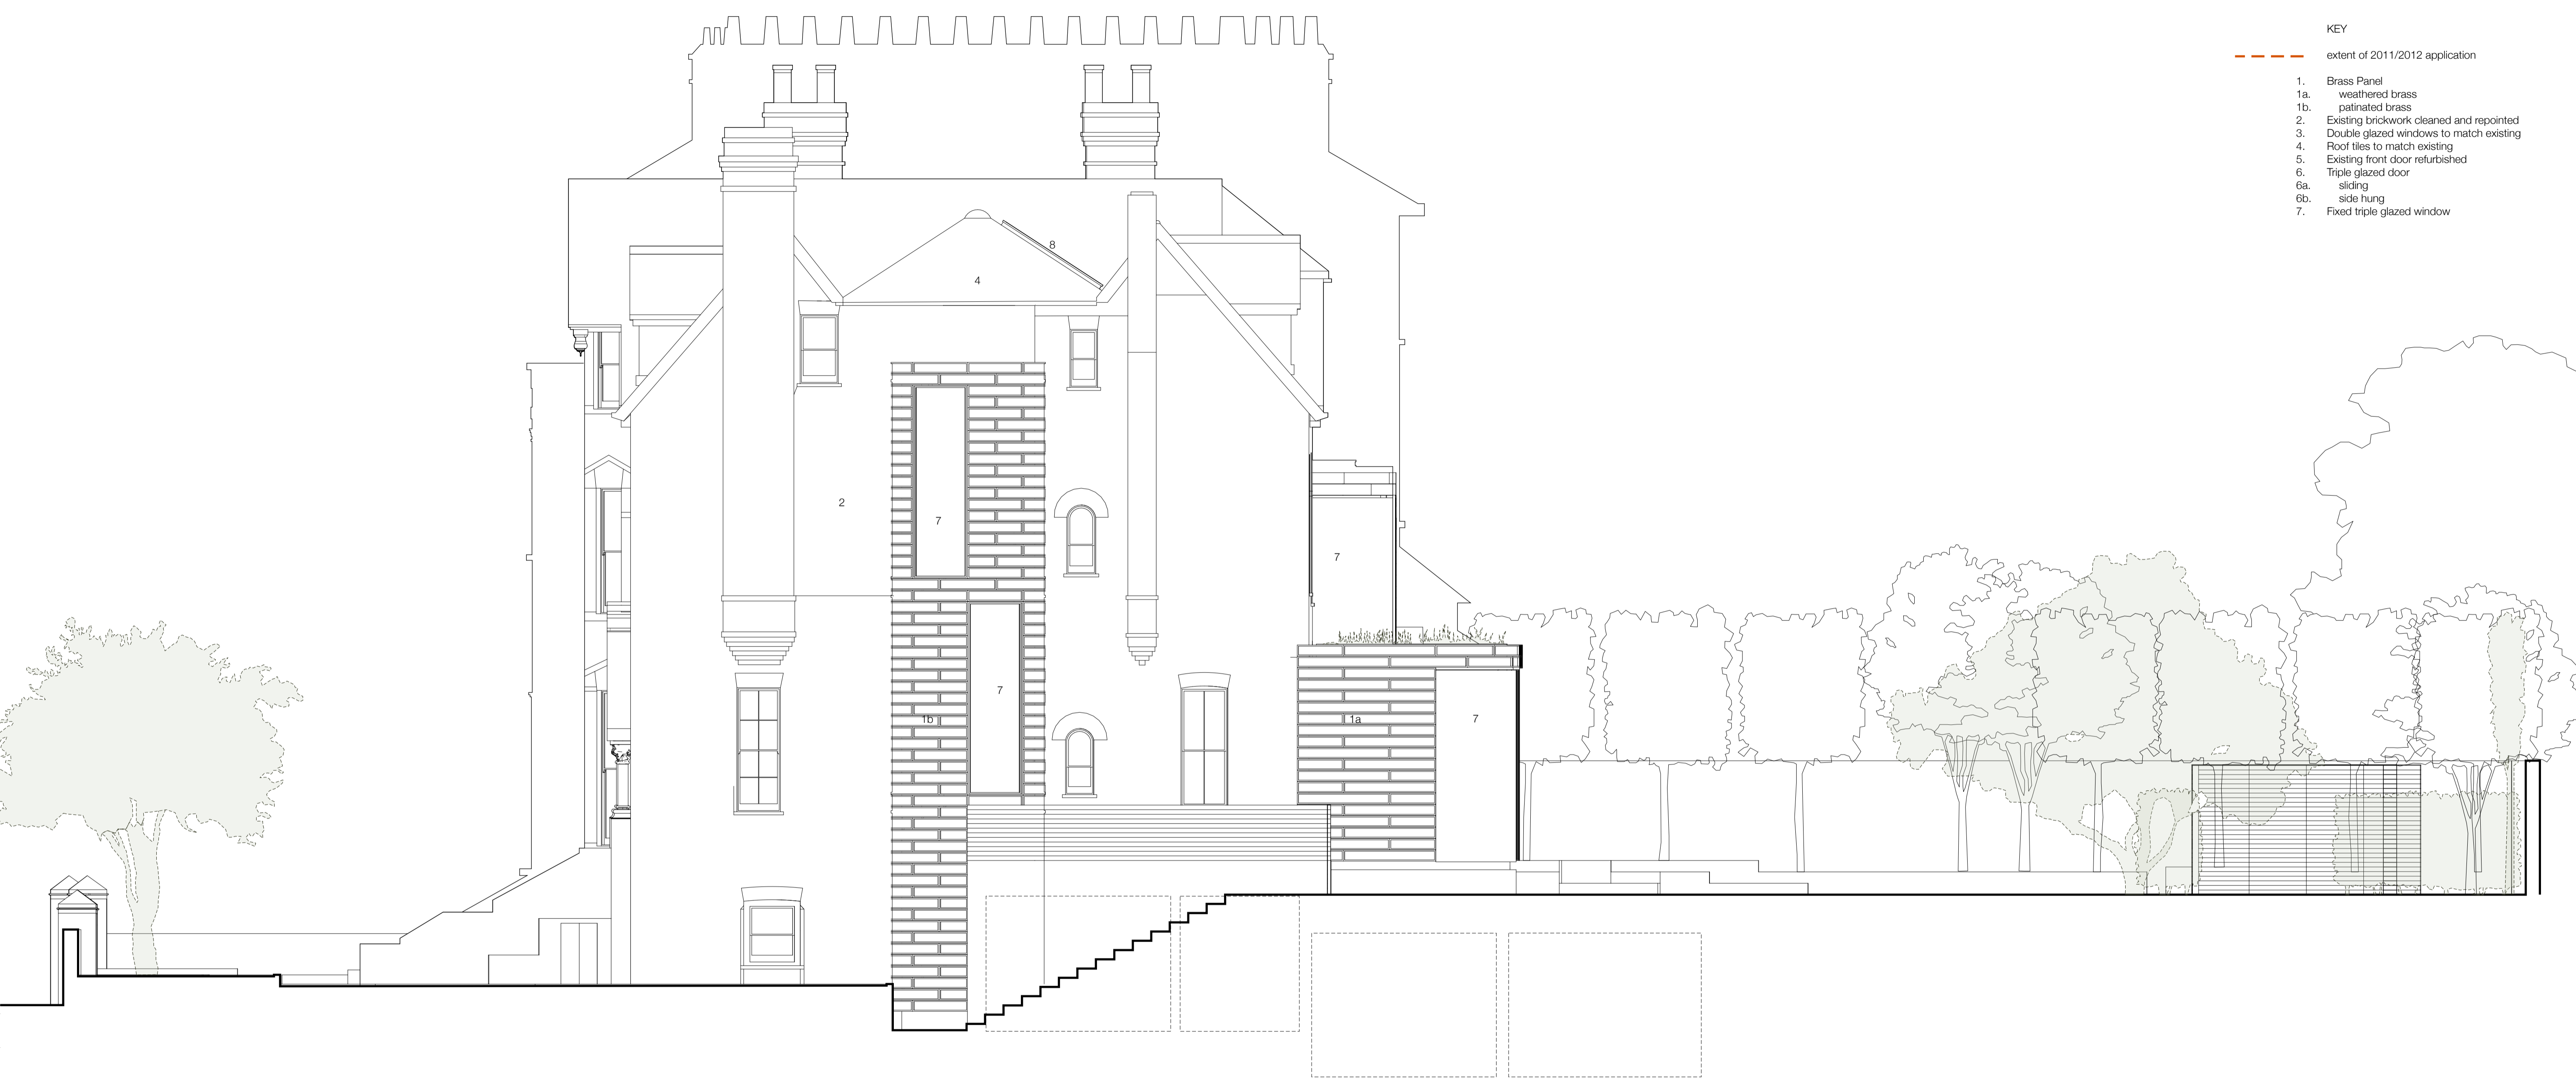 KEY
extent of 2011/2012 application
1. Brass Panel
1a. weathered brass
1b. patinated brass
2. Existing brickwork cleaned and repointed
3. Double glazed windows to match existing
4. Roof tiles to match existing
5. Existing front door refurbished
6. Triple glazed door
6a. sliding
6b. side hung
7. Fixed triple glazed window
8
4
2
7
7
7
1b
1a
7